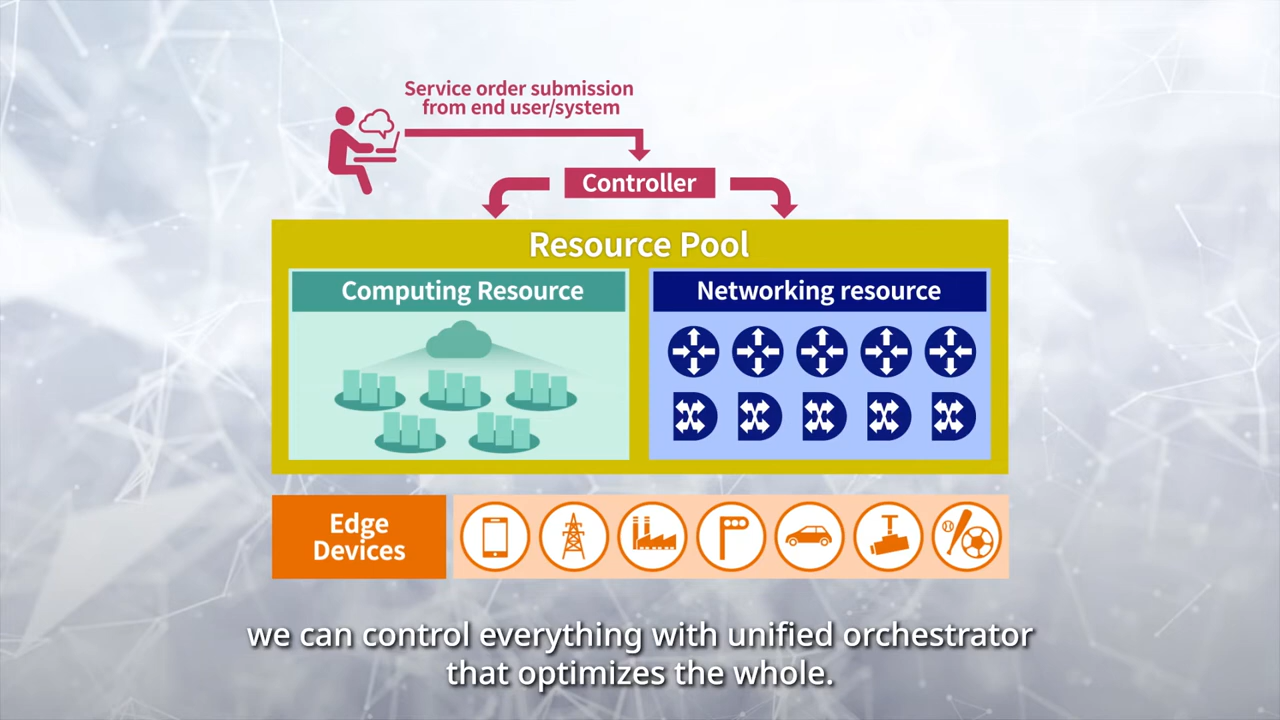 Service order submission
from end user/system
Controller
Resource Pool
Computing Resource
Networking resource
Edge
Devices
we can control everything with unified orchestrator
that optimizes the whole.